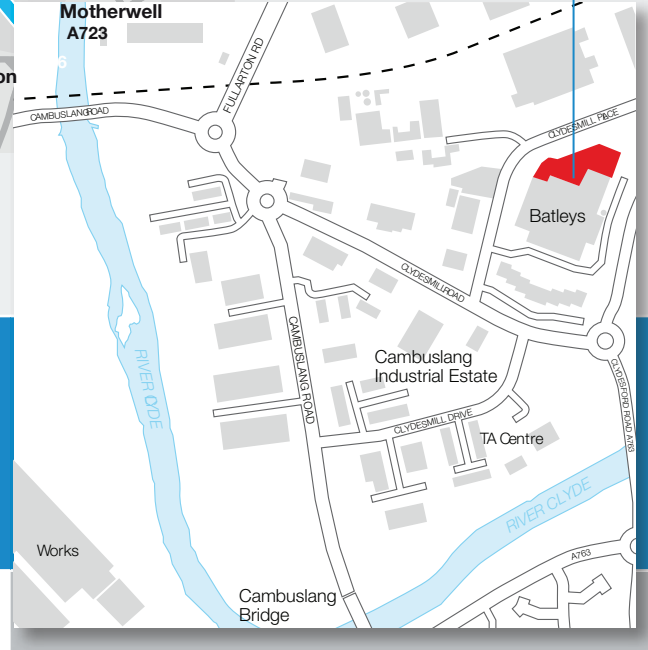 Motherwell
A723
6
on
FULLARTON RD
CAMBUSLANG ROAD
CLYDESMILL PLACE
Batleys
CLYDESMILL ROAD
CAMBUSLANG ROAD
RIVER CLYDE
Cambuslang
Industrial Estate
CLYDESFORD ROAD A763
CLYDESMILL DRIVE
TA Centre
RIVER CLYDE
Works
A763
Cambuslang
Bridge